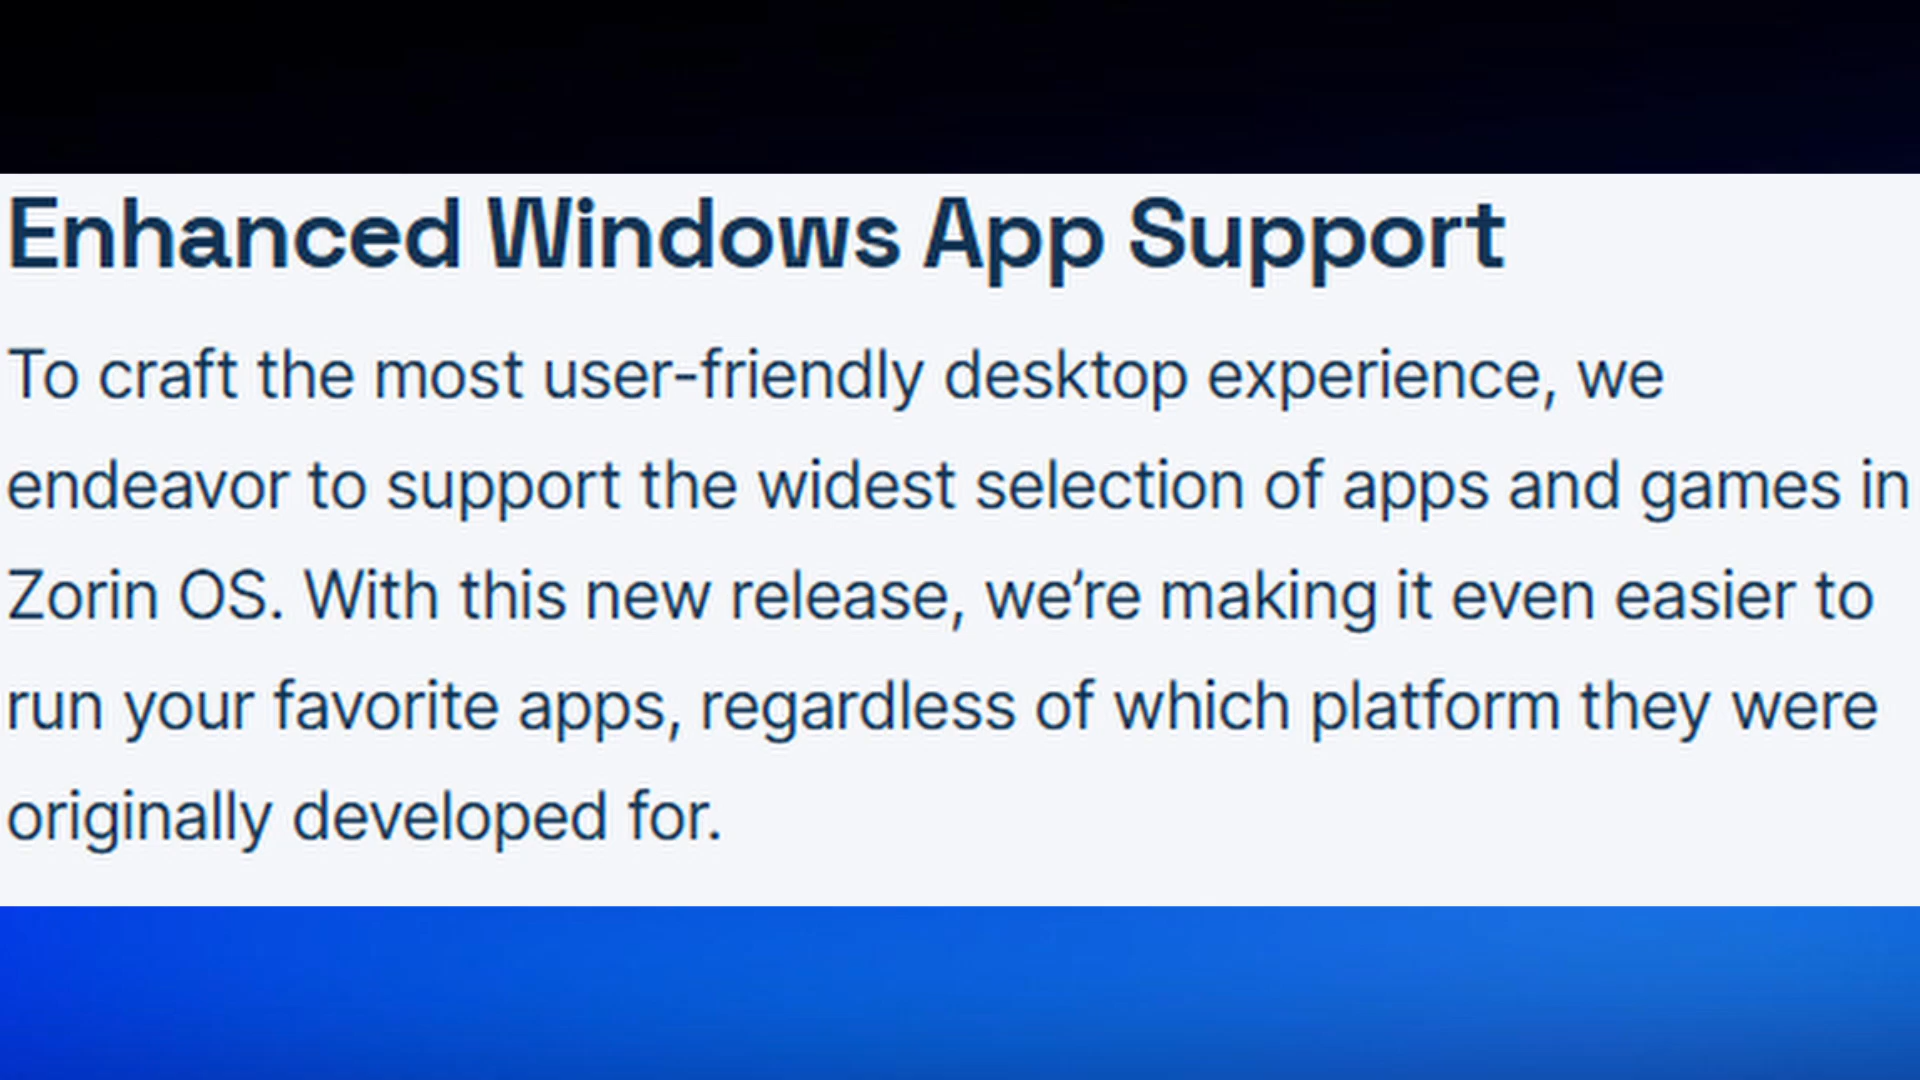 Enhanced Windows App Support
To craft the most user-friendly desktop experience, we
endeavor to support the widest selection of apps and games in
Zorin OS. With this new release, we’re making it even easier to
run your favorite apps, regardless of which platform they were
originally developed for.